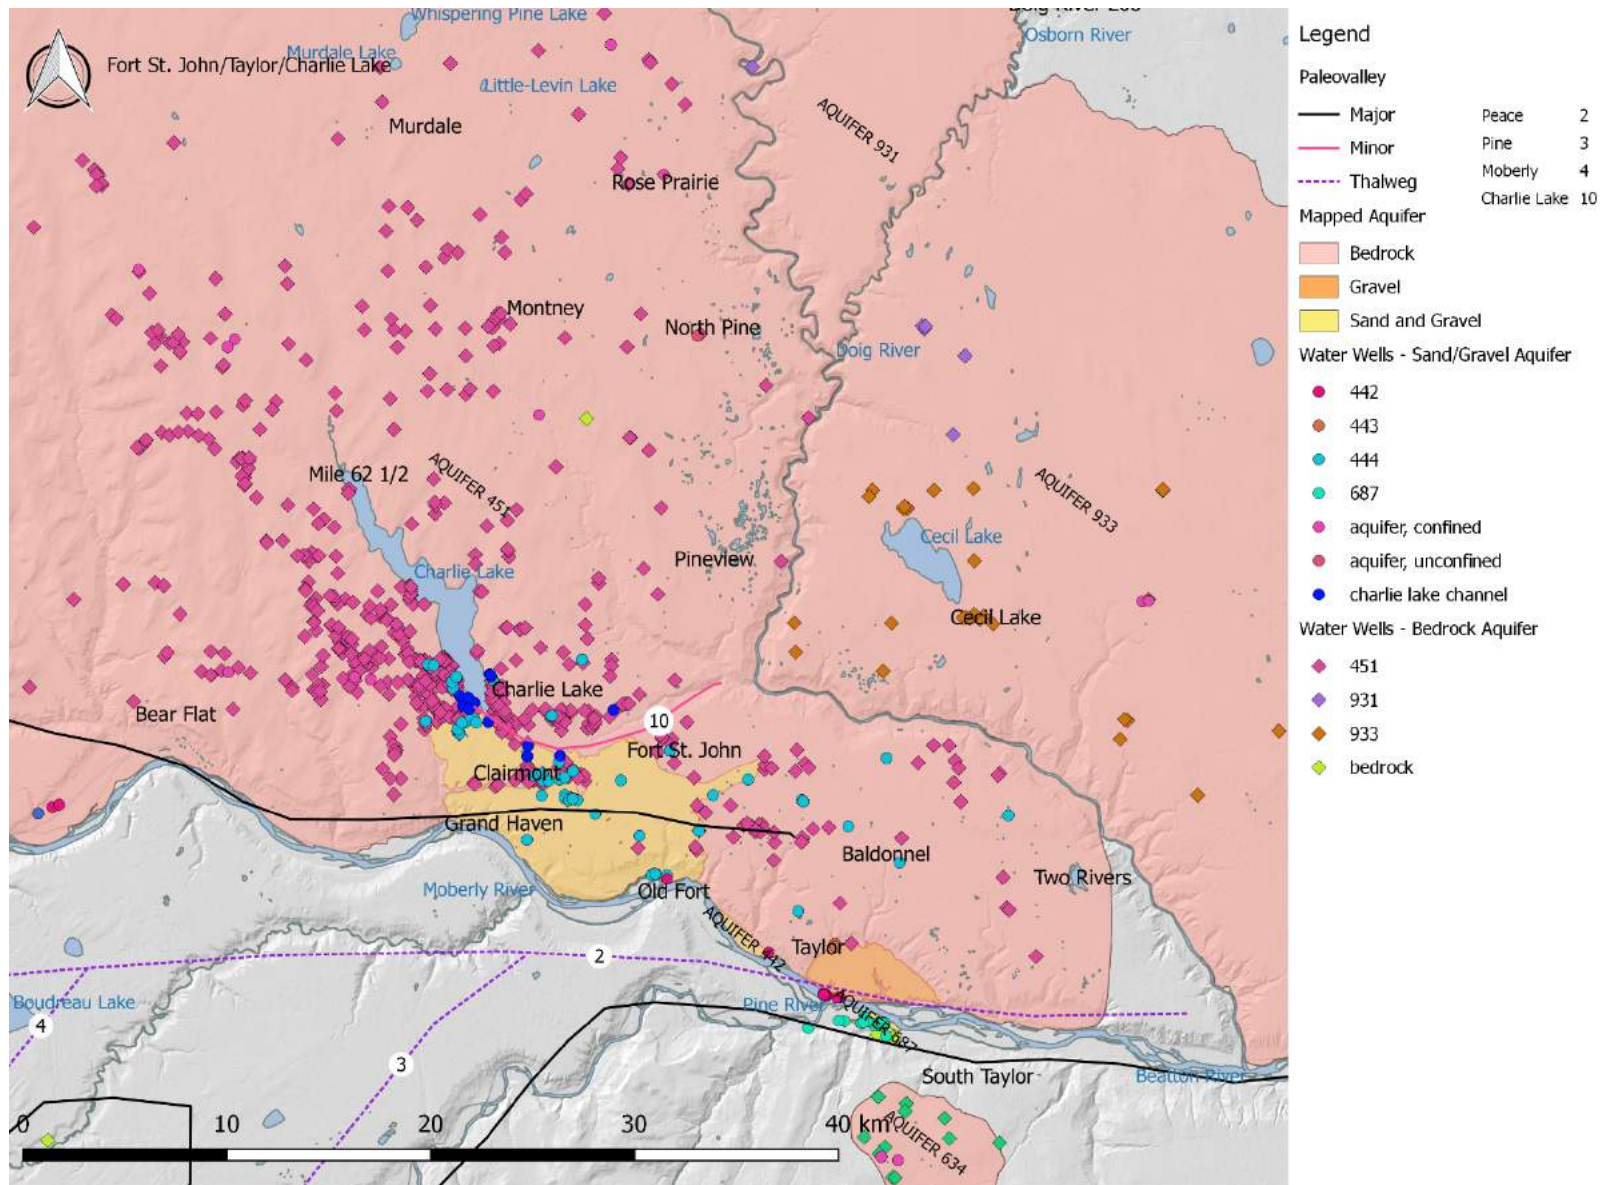 Whispering Pine Lake
Osborn River
Murdale Lake
Fort St. John/Taylor/Charlie Lake
Little-Levin Lake
Murdale
AQUIFER 931
Rose Prairie
Montney
North Pine
Doig River
Mile 62 1/2
AQUIFER 451
AQUIFER 933
Cecil Lake
Pineview
Charlie Lake
Cecil Lake
Charlie Lake
Bear Flat
10
Fort St. John
Clairmont
Grand Haven
Baldonnel
Two Rivers
Moberly River
Old Fort
AQUIFER 442
Taylor
2
Boudreau Lake
Pine River
4
AQUIFER 687
3
South Taylor
Beatton River
0 10 20 30 40 km
AQUIFER 634
Legend
Paleovalley
Major
Minor
Thalweg
Peace 2
Pine 3
Moberly 4
Charlie Lake 10
Mapped Aquifer
Bedrock
Gravel
Sand and Gravel
Water Wells - Sand/Gravel Aquifer
442
443
444
687
aquifer, confined
aquifer, unconfined
charlie lake channel
Water Wells - Bedrock Aquifer
451
931
933
bedrock